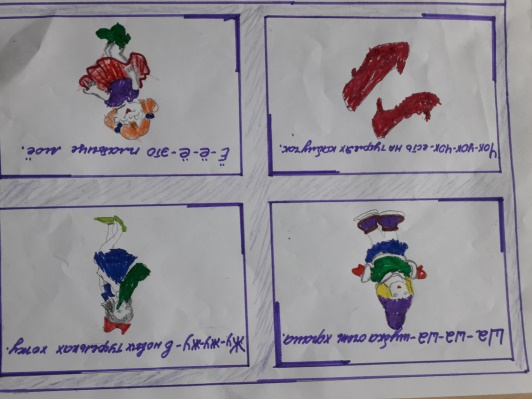 Ша-ша-ша-шубка очень хороша.
Жу-жу-жу-в новых туфельках хожу.
Чок-чок-чок-есть на туфлях каблучок.
Ё-ё-ё-это платьице моё.